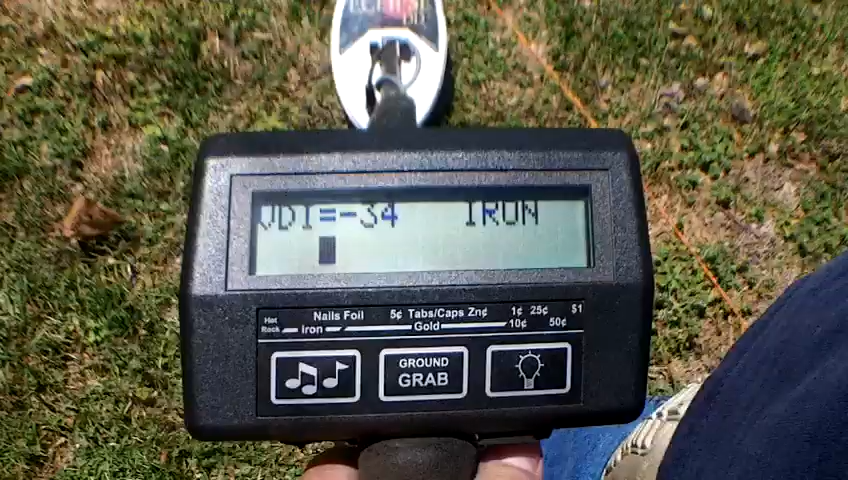 VDI=-34 IRON
Nails Foil 5¢ Tabs/Caps Zn¢ 1¢ 25¢ $1
Hot Rock Iron Gold 10¢ 50¢
GROUND
GRAB